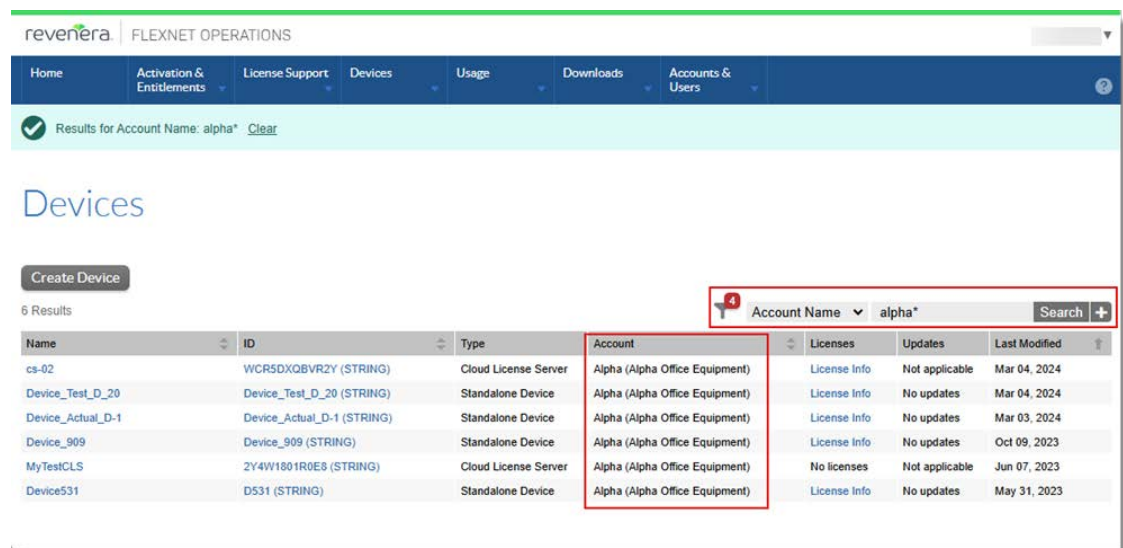 revenera. FLEXNET OPERATIONS
Home Activation & Entitlements License Support Devices Usage Downloads Accounts & Users ?
Results for Account Name: alpha* Clear
Devices
Create Device
6 Results 4 Account Name alpha* Search +
Name ID Type Account Licenses Updates Last Modified
cs-02 WCR5DXQBVR2Y (STRING) Cloud License Server Alpha (Alpha Office Equipment) License Info Not applicable Mar 04, 2024
Device_Test_D_20 Device_Test_D_20 (STRING) Standalone Device Alpha (Alpha Office Equipment) License Info No updates Mar 04, 2024
Device_Actual_D-1 Device_Actual_D-1 (STRING) Standalone Device Alpha (Alpha Office Equipment) License Info No updates Mar 03, 2024
Device_909 Device_909 (STRING) Standalone Device Alpha (Alpha Office Equipment) License Info No updates Oct 09, 2023
MyTestCLS 2Y4W1801R0E8 (STRING) Cloud License Server Alpha (Alpha Office Equipment) No licenses Not applicable Jun 07, 2023
Device531 D531 (STRING) Standalone Device Alpha (Alpha Office Equipment) License Info No updates May 31, 2023